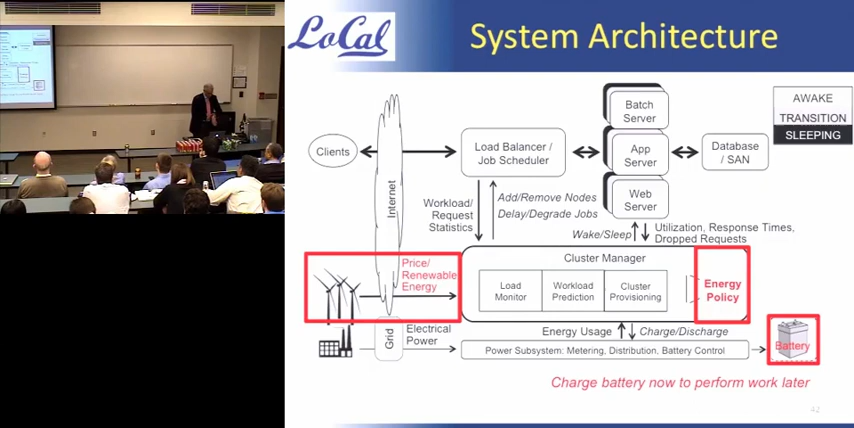 LoCal
System Architecture
Clients
Internet
Load Balancer /
Job Scheduler
Batch
Server
App
Server
Web
Server
Database
/ SAN
AWAKE
TRANSITION
SLEEPING
Workload/
Request
Statistics
Add/Remove Nodes
Delay/Degrade Jobs
Wake/Sleep
Utilization, Response Times,
Dropped Requests
Price/
Renewable
Energy
Cluster Manager
Load
Monitor
Workload
Prediction
Cluster
Provisioning
Energy
Policy
Grid
Electrical
Power
Energy Usage
Charge/Discharge
Power Subsystem: Metering, Distribution, Battery Control
Battery
Charge battery now to perform work later
42